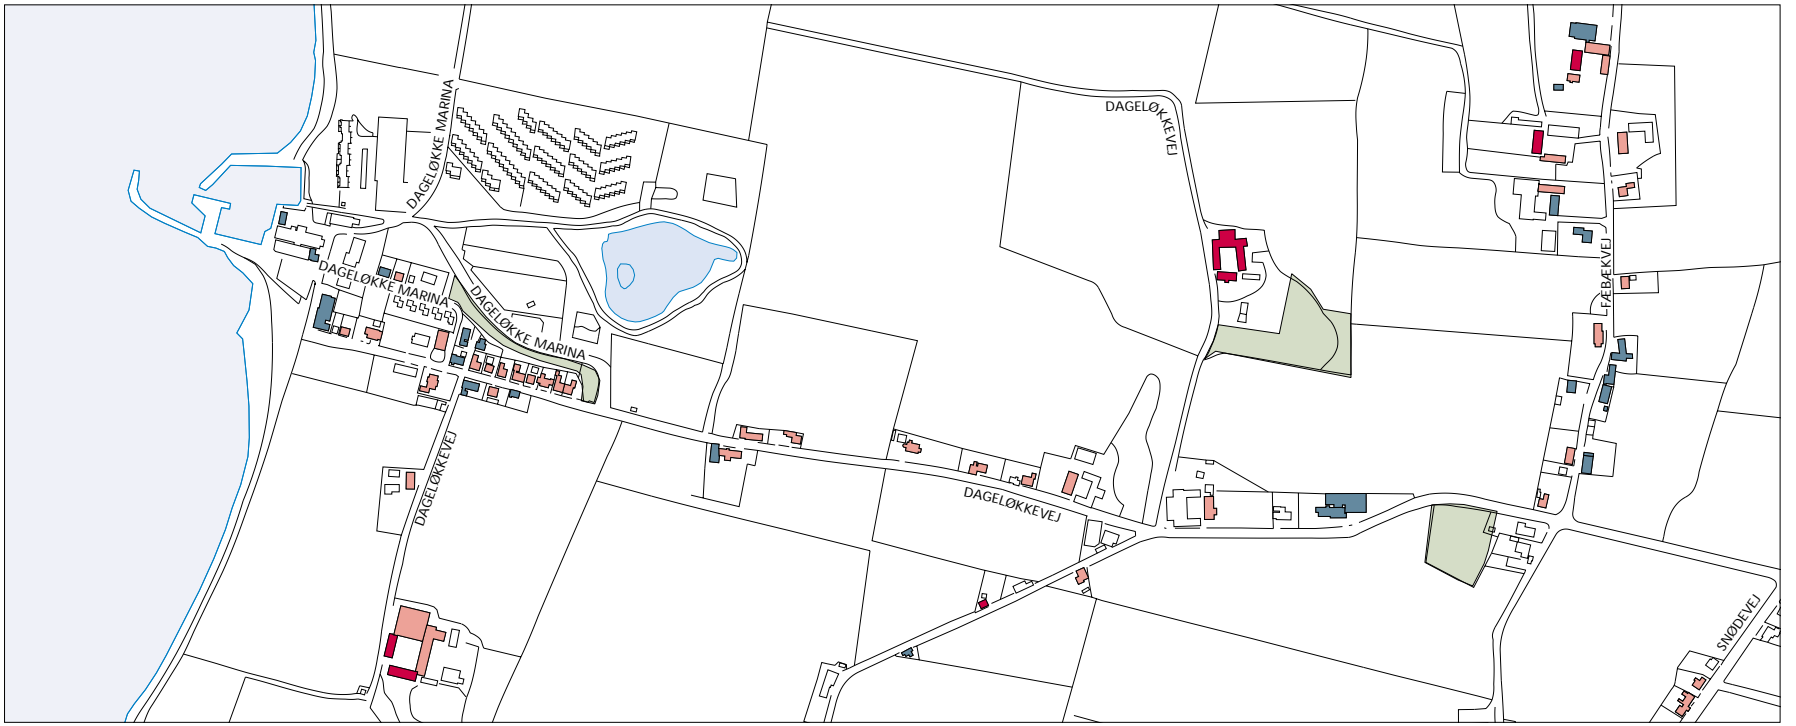 DAGELØKKE MARINA
DAGELØKKEVEJ
DAGELØKKE MARINA
DAGELØKKE MARINA
FÆBÆKVEJ
DAGELØKKEVEJ
DAGELØKKEVEJ
SNØDEVEJ